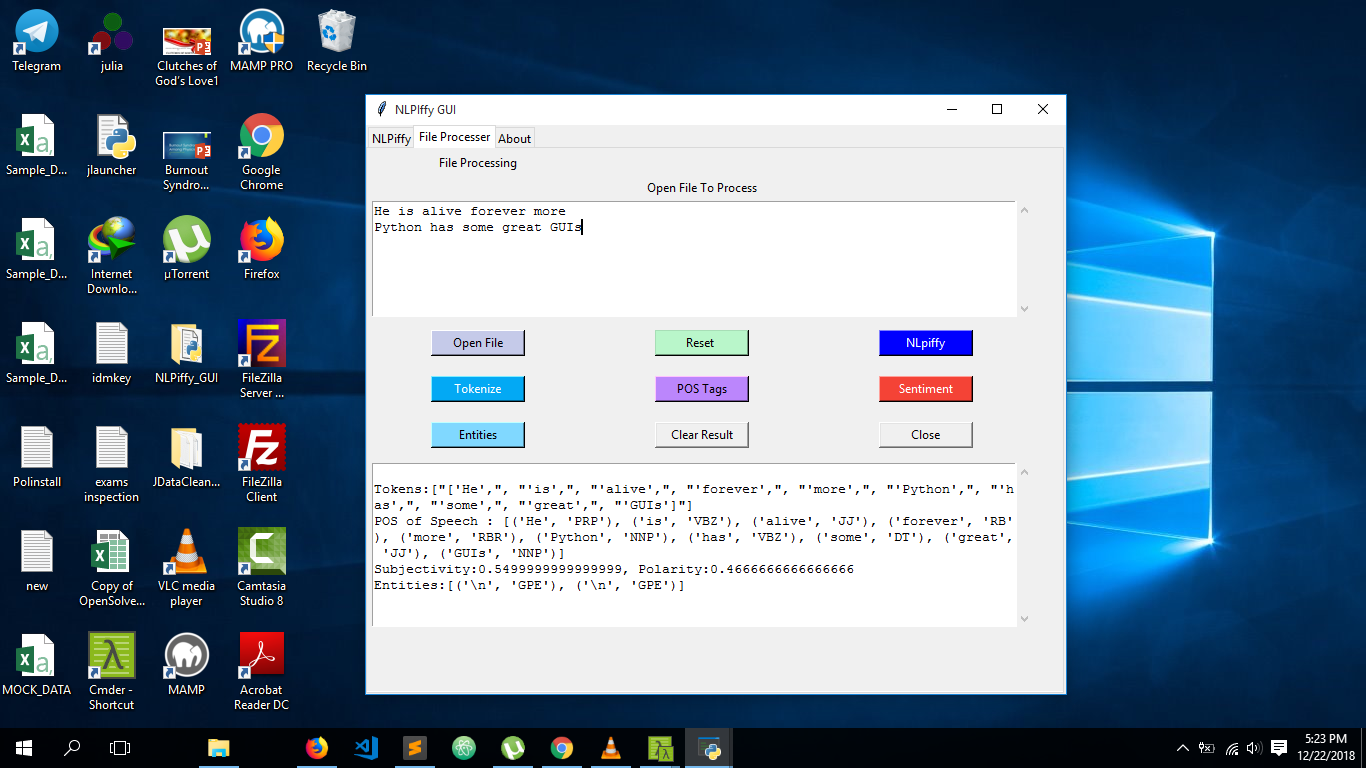 Telegram
julia
Clutches of
God's Love1
MAMP PRO
Recycle Bin
Sample_D...
jlauncher
Burnout
Syndro...
Google
Chrome
Sample_D...
Internet
Downlo...
µTorrent
Firefox
Sample_D...
idmkey
NLPiffy_GUI
FileZilla
Server ...
Polinstall
exams
inspection
JDataClean...
FileZilla
Client
new
Copy of
OpenSolve...
VLC media
player
Camtasia
Studio 8
MOCK_DATA
Cmder -
Shortcut
MAMP
Acrobat
Reader DC
NLPIffy GUI
NLPiffy
File Processer
About
File Processing
Open File To Process
He is alive forever more
Python has some great GUIs
Open File
Reset
NLpiffy
Tokenize
POS Tags
Sentiment
Entities
Clear Result
Close
Tokens:["['He',", "'is',", "'alive',", "'forever',", "'more',", "'Python',", "'h
as',", "'some',", "'great',", "'GUIs']"]
POS of Speech : [('He', 'PRP'), ('is', 'VBZ'), ('alive', 'JJ'), ('forever', 'RB'
), ('more', 'RBR'), ('Python', 'NNP'), ('has', 'VBZ'), ('some', 'DT'), ('great',
'JJ'), ('GUIs', 'NNP')]
Subjectivity:0.5499999999999999, Polarity:0.4666666666666666
Entities:[('\n', 'GPE'), ('\n', 'GPE')]
5:23 PM
12/22/2018